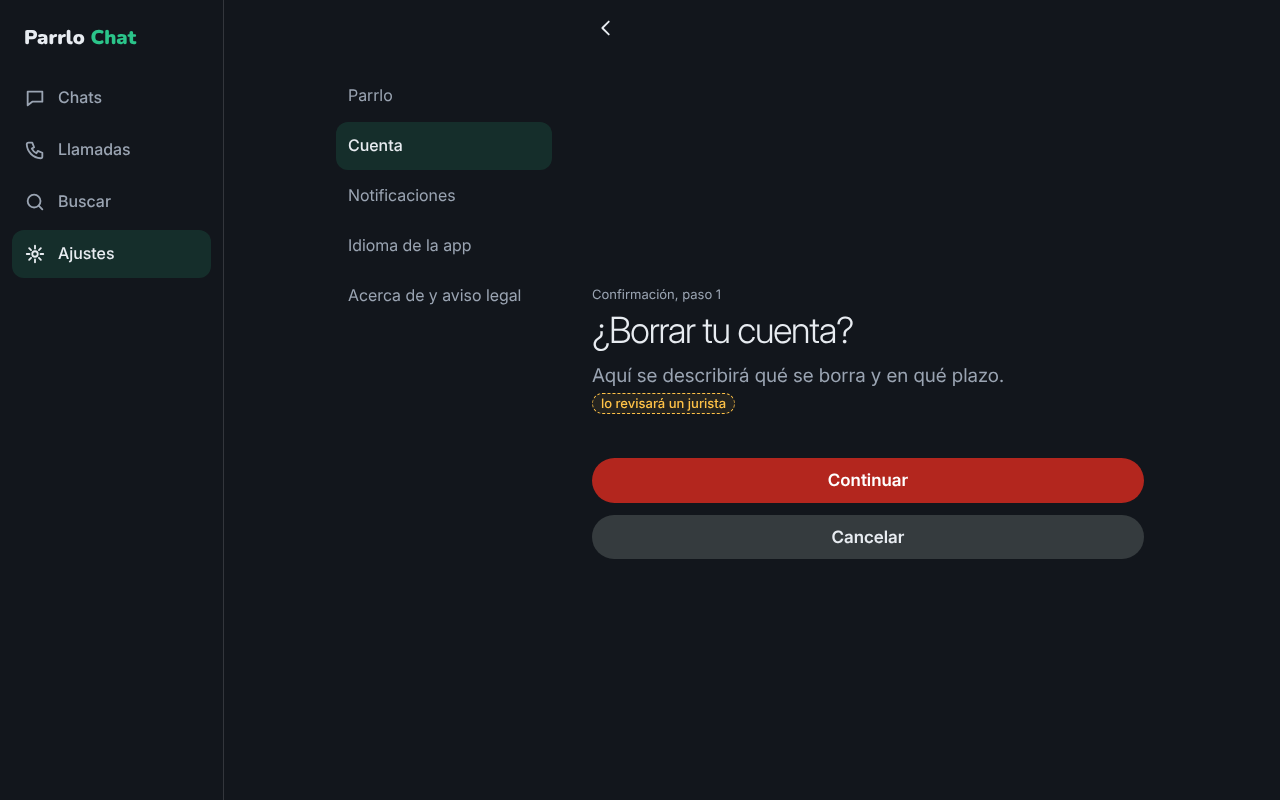 Parrlo Chat
Chats
Llamadas
Buscar
Ajustes
Parrlo
Cuenta
Notificaciones
Idioma de la app
Acerca de y aviso legal
Confirmación, paso 1
¿Borrar tu cuenta?
Aquí se describirá qué se borra y en qué plazo.
lo revisará un jurista
Continuar
Cancelar